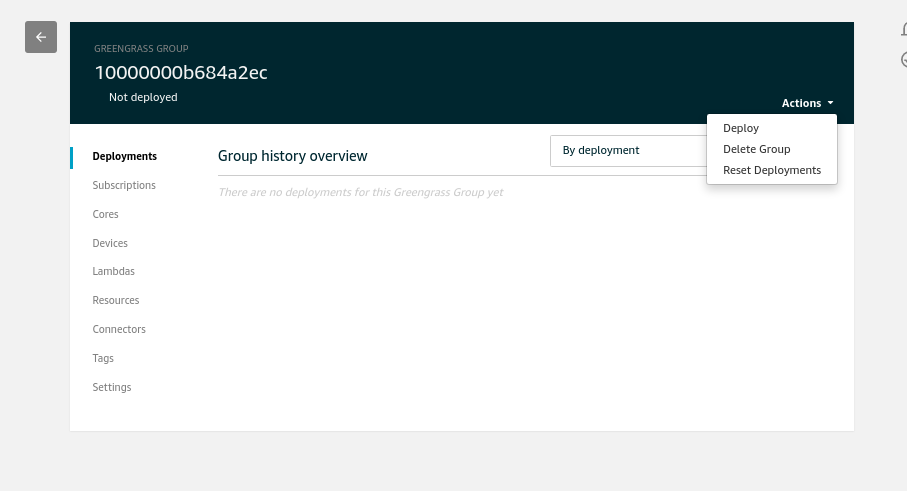 GREENGRASS GROUP
10000000b684a2ec
Not deployed
Actions
Deploy
Delete Group
Reset Deployments
Deployments
Subscriptions
Cores
Devices
Lambdas
Resources
Connectors
Tags
Settings
Group history overview
By deployment
There are no deployments for this Greengrass Group yet